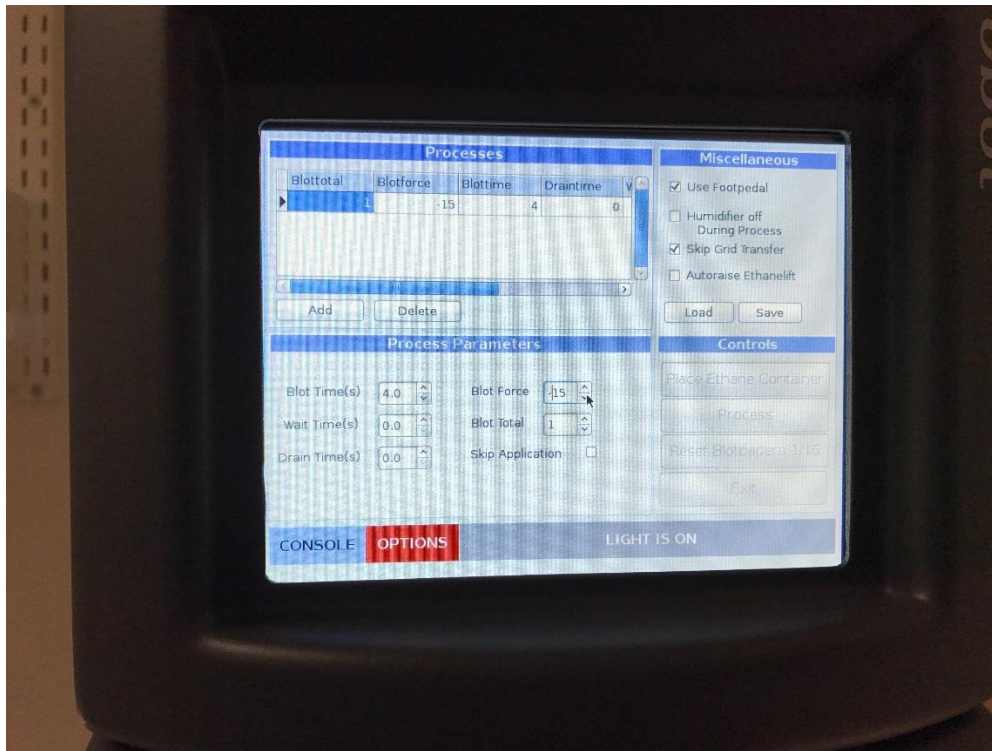 Processes
Blottotal Blotforce Blottime Draintime
1 -15 4 0
Add Delete
Miscellaneous
Use Footpedal
Humidifier off
During Process
Skip Grid Transfer
Autoraise Ethanelift
Load Save
Process Parameters
Blot Time(s) 4.0 Blot Force -15
Wait Time(s) 0.0 Blot Total 1
Drain Time(s) 0.0 Skip Application
Controls
Place Ethane Container
Process
Reset Blotpapers 1/16
Exit
CONSOLE OPTIONS LIGHT IS ON